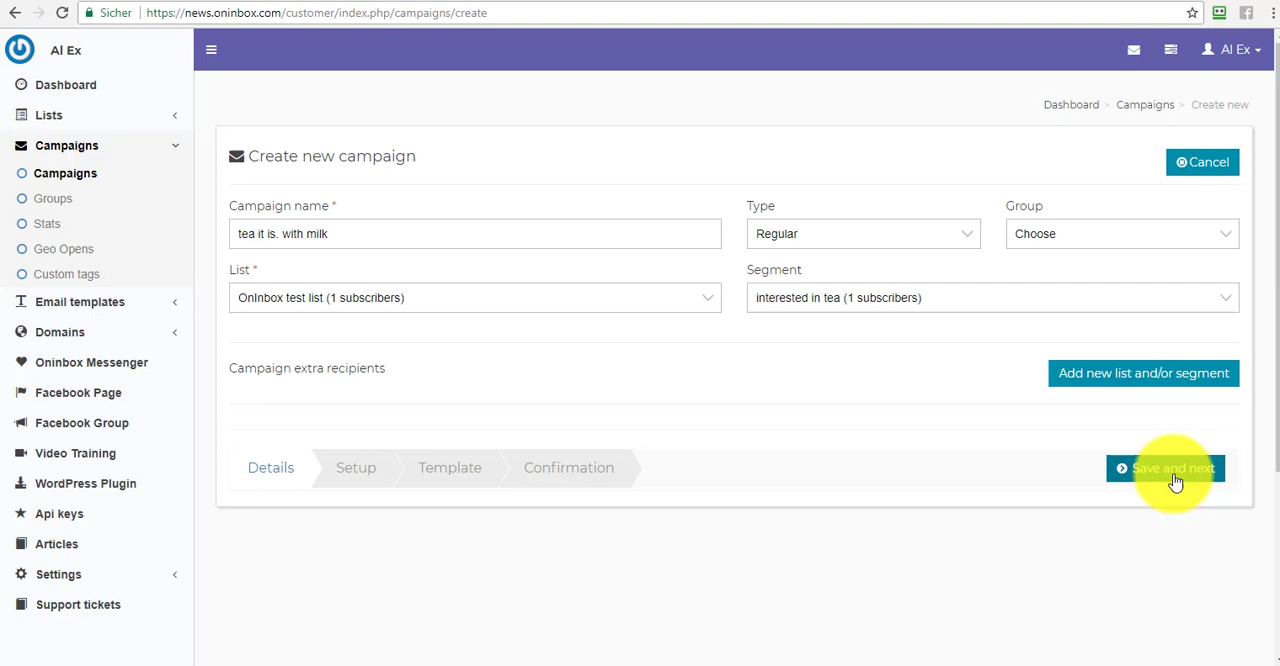 Sicher https://news.oninbox.com/customer/index.php/campaigns/create
Al Ex
Al Ex
Dashboard
Lists
Campaigns
Campaigns
Groups
Stats
Geo Opens
Custom tags
Email templates
Domains
Oninbox Messenger
Facebook Page
Facebook Group
Video Training
WordPress Plugin
Api keys
Articles
Settings
Support tickets
Dashboard > Campaigns > Create new
Create new campaign
Cancel
Campaign name *
Type
Group
tea it is. with milk
Regular
Choose
List *
Segment
OnInbox test list (1 subscribers)
interested in tea (1 subscribers)
Campaign extra recipients
Add new list and/or segment
Details
Setup
Template
Confirmation
Save and next